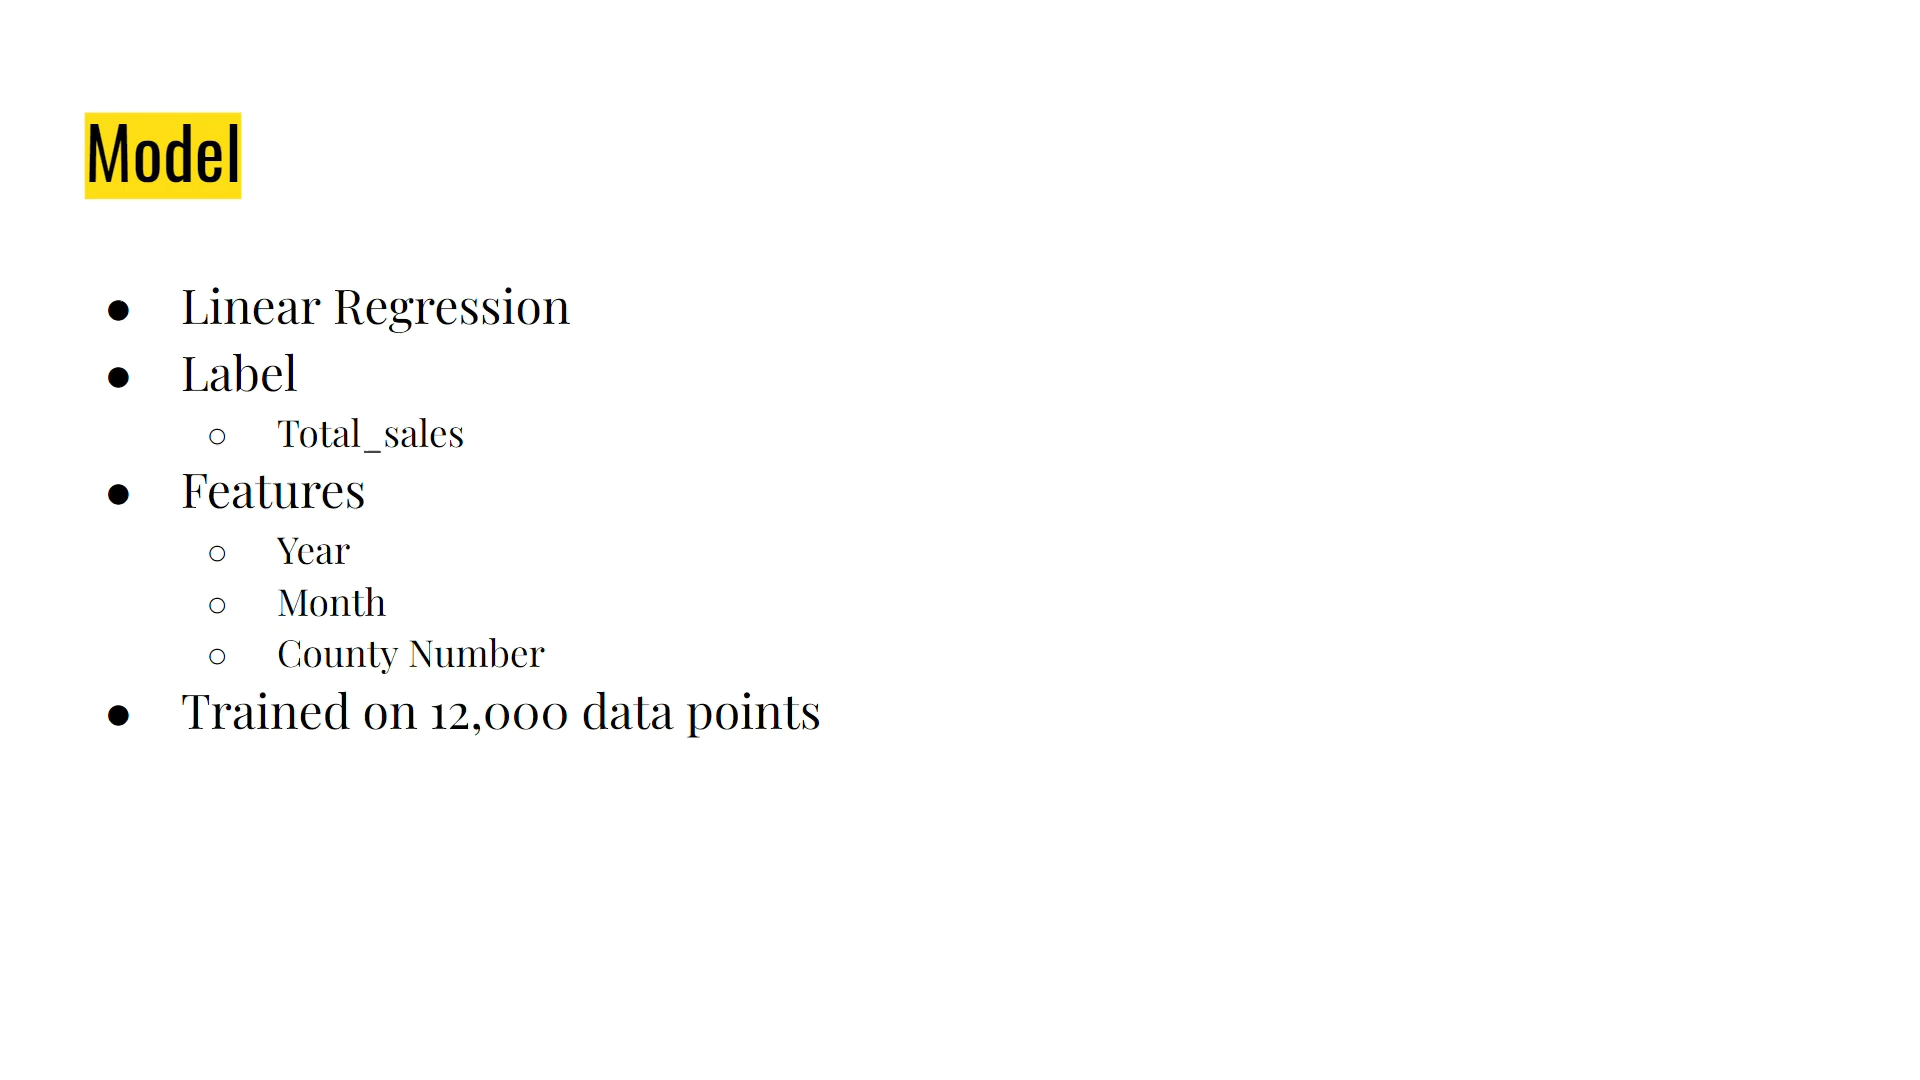 Model
● Linear Regression
● Label
○ Total_sales
● Features
○ Year
○ Month
○ County Number
● Trained on 12,000 data points